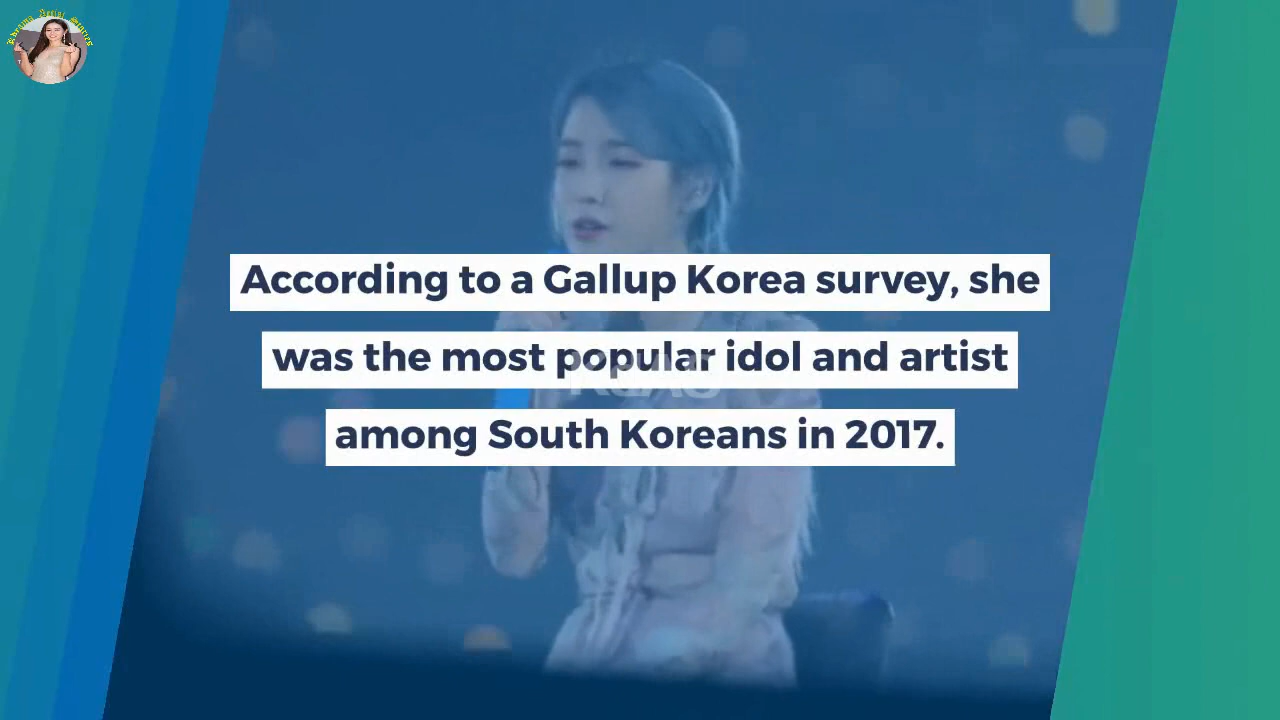 According to a Gallup Korea survey, she
was the most popular idol and artist
among South Koreans in 2017.